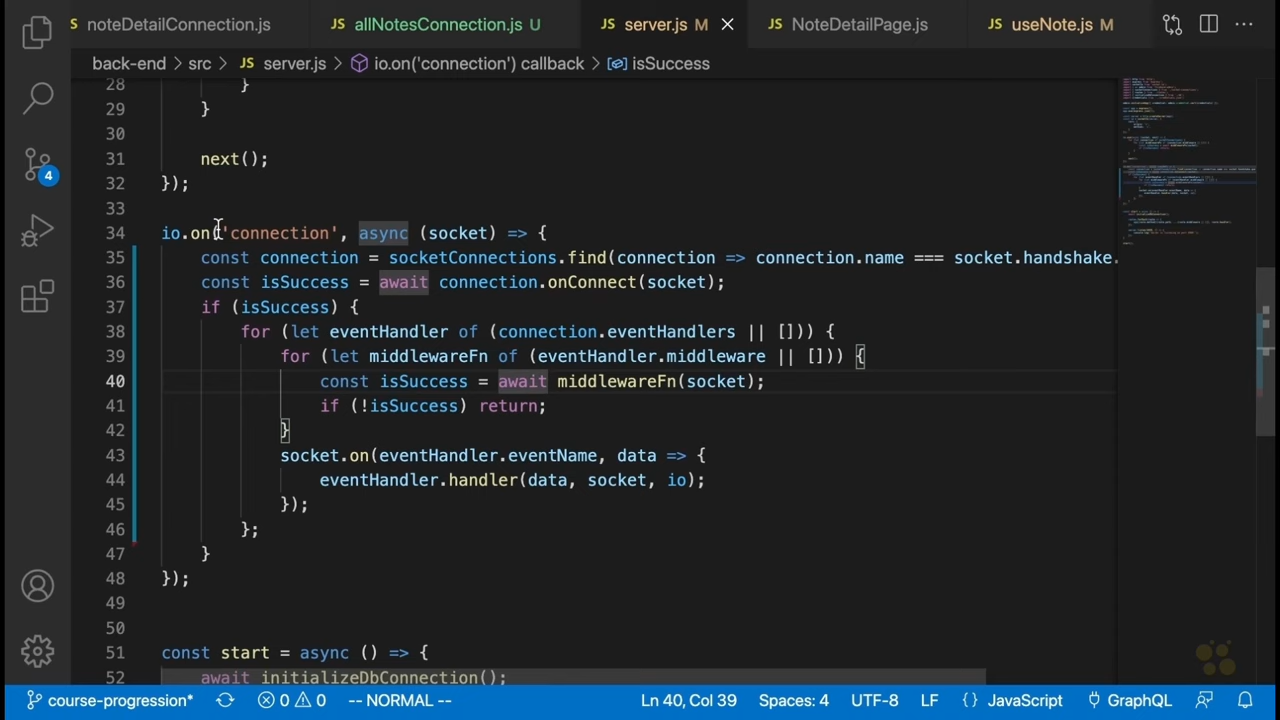 noteDetailConnection.js
JS allNotesConnection.js U
JS server.js M
JS NoteDetailPage.js
JS useNote.js M
back-end > src > JS server.js > io.on('connection') callback > isSuccess
28 }
29 }
30
31 next();
32 });
33
34 io.on('connection', async (socket) => {
35 const connection = socketConnections.find(connection => connection.name === socket.handshake.
36 const isSuccess = await connection.onConnect(socket);
37 if (isSuccess) {
38 for (let eventHandler of (connection.eventHandlers || [])) {
39 for (let middlewareFn of (eventHandler.middleware || [])) {
40 const isSuccess = await middlewareFn(socket);
41 if (!isSuccess) return;
42 }
43 socket.on(eventHandler.eventName, data => {
44 eventHandler.handler(data, socket, io);
45 });
46 };
47 }
48 });
49
50
51 const start = async () => {
52 await initializeDbConnection();
4
course-progression* 0 0 -- NORMAL -- Ln 40, Col 39 Spaces: 4 UTF-8 LF {} JavaScript GraphQL